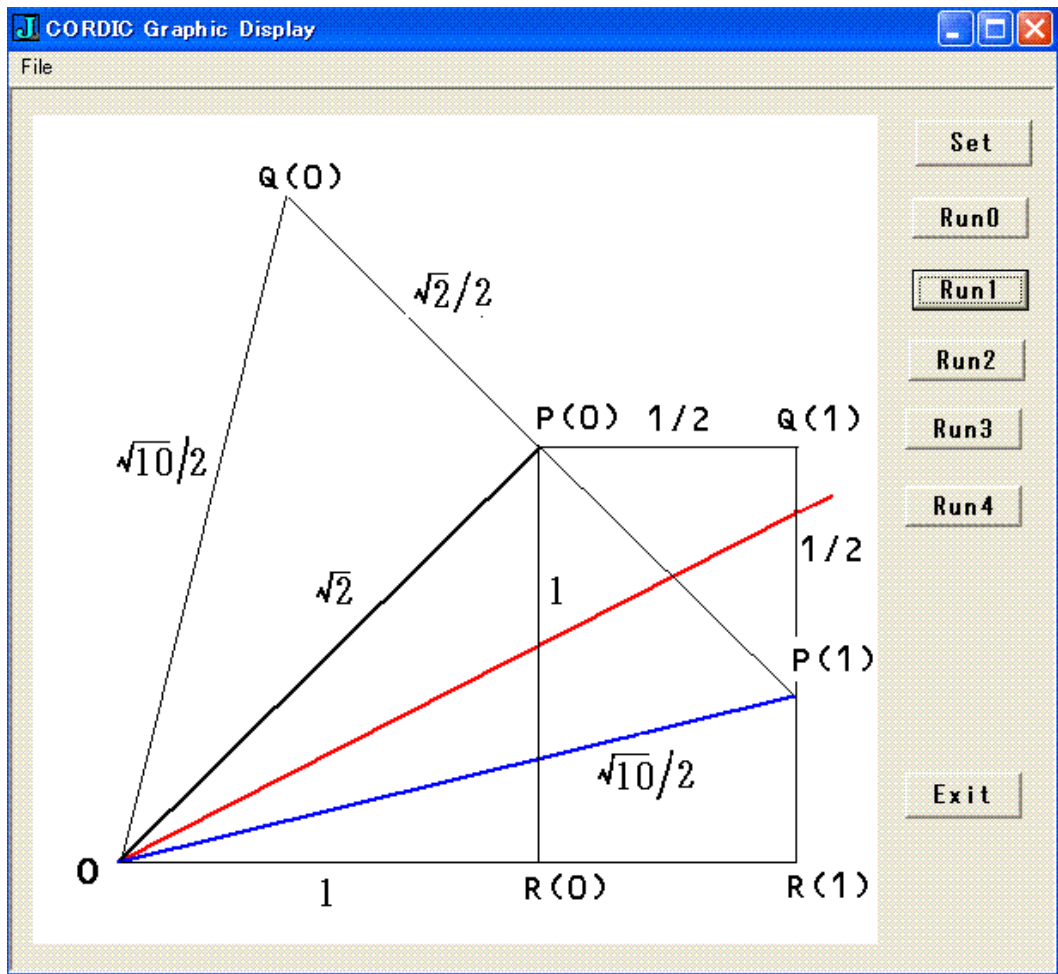 CORDIC Graphic Display
File
Set
Q(0)
Run0
√2/2
Run1
Run2
P(0) 1/2 Q(1)
Run3
√10/2
Run4
1/2
√2
1
P(1)
√10/2
Exit
O
1
R(0)
R(1)